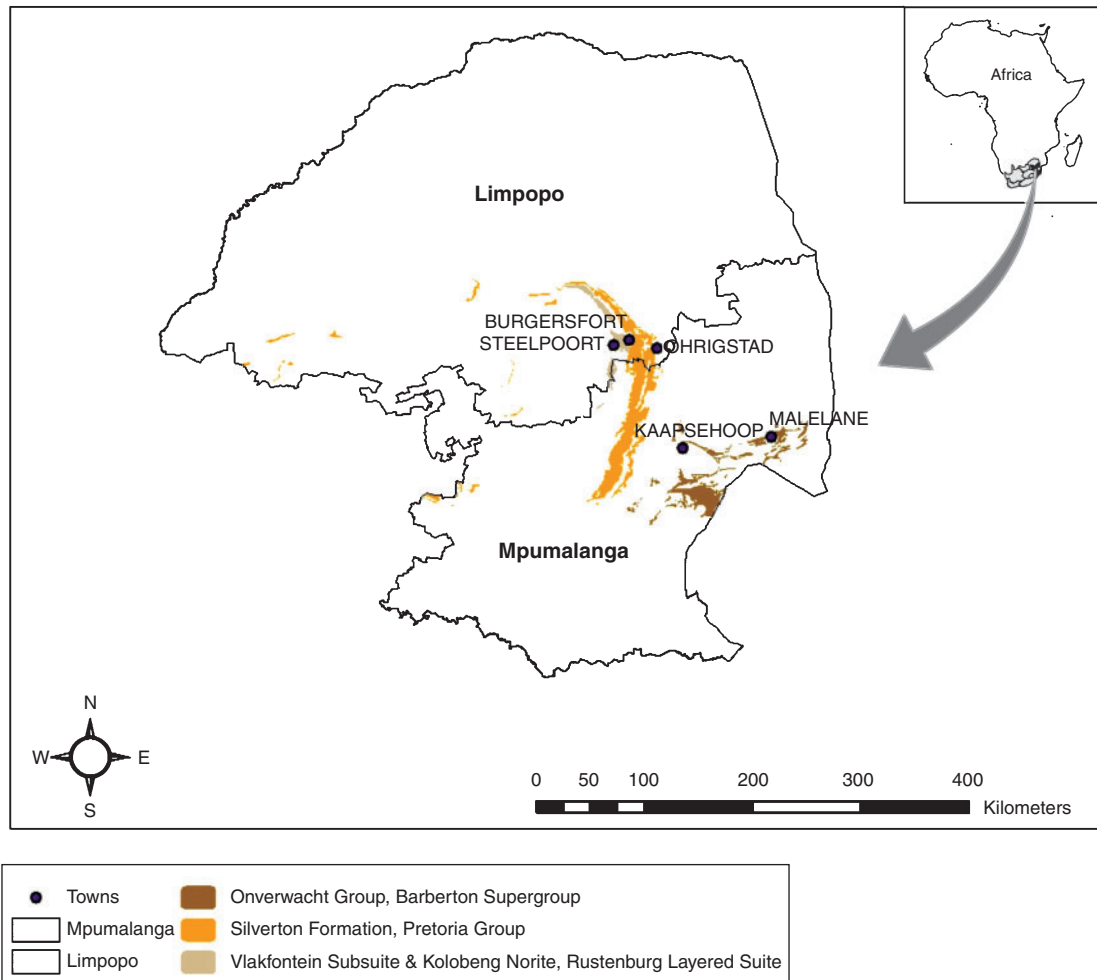 Africa
Limpopo
BURGERSFORT
STEELPOORT
OHRIGSTAD
MALELANE
KAAPSEHOOP
Mpumalanga
N
W E
S
0 50 100 200 300 400
Kilometers
Towns
Mpumalanga
Limpopo
Onverwacht Group, Barberton Supergroup
Silverton Formation, Pretoria Group
Vlakfontein Subsuite & Kolobeng Norite, Rustenburg Layered Suite